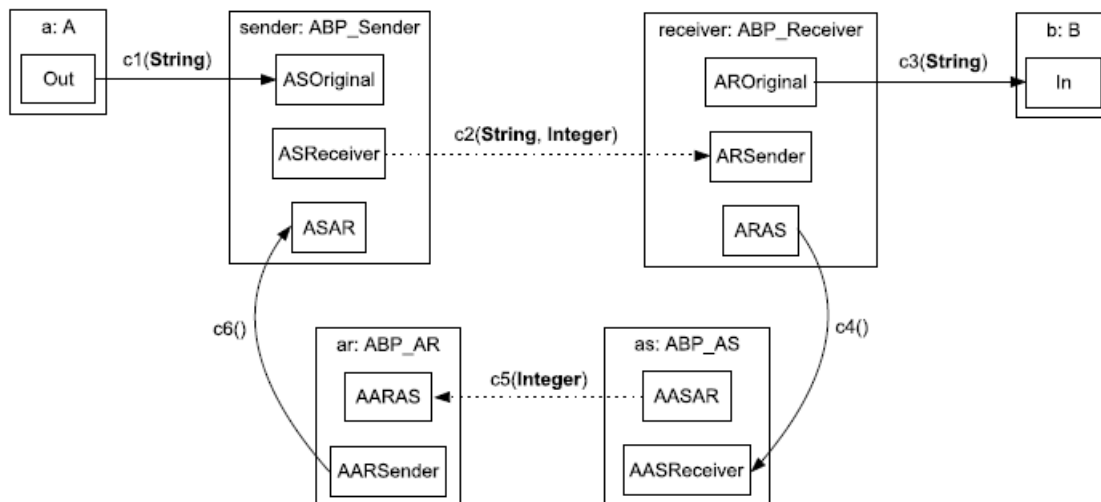 a: A
Out
c1(String)
sender: ABP_Sender
ASOriginal
ASReceiver
ASAR
c2(String, Integer)
receiver: ABP_Receiver
AROriginal
ARSender
ARAS
c3(String)
b: B
In
c6()
ar: ABP_AR
AARAS
AARSender
c5(Integer)
as: ABP_AS
AASAR
AASReceiver
c4()